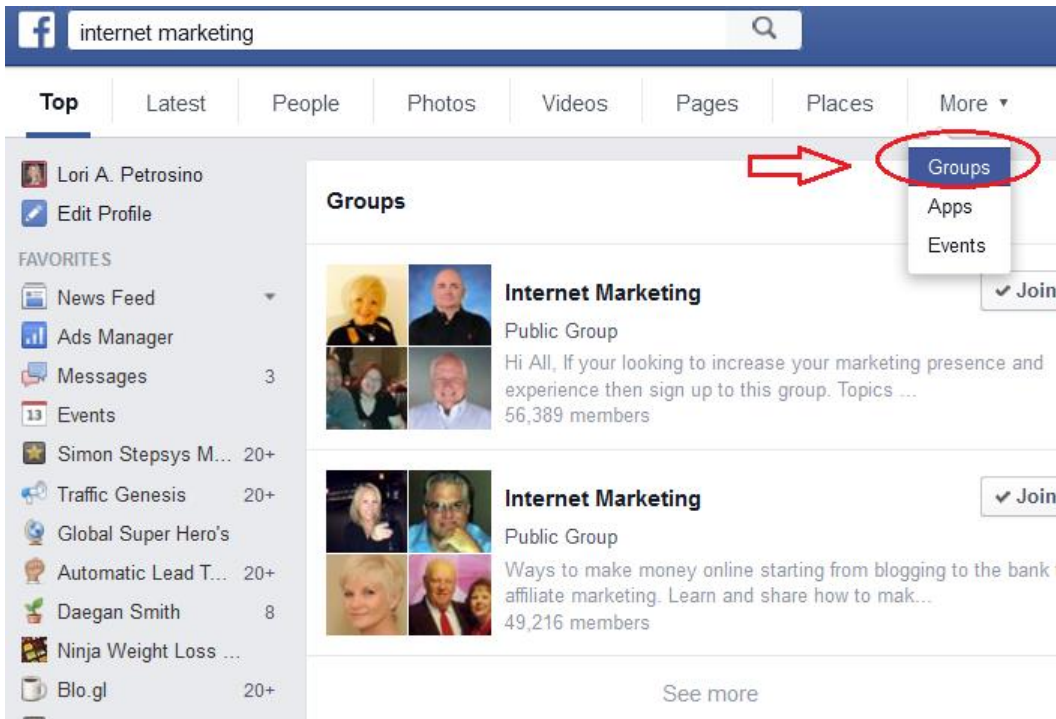 f
internet marketing
Top Latest People Photos Videos Pages Places More
Groups
Apps
Events
Lori A. Petrosino
Edit Profile
FAVORITES
News Feed
Ads Manager
Messages 3
13 Events
Simon Stepsys M... 20+
Traffic Genesis 20+
Global Super Hero's
Automatic Lead T... 20+
Daegan Smith 8
Ninja Weight Loss ...
Blo.gl 20+
Groups
Internet Marketing
Join
Public Group
Hi All, If your looking to increase your marketing presence and
experience then sign up to this group. Topics ...
56,389 members
Internet Marketing
Join
Public Group
Ways to make money online starting from blogging to the bank
affiliate marketing. Learn and share how to mak...
49,216 members
See more